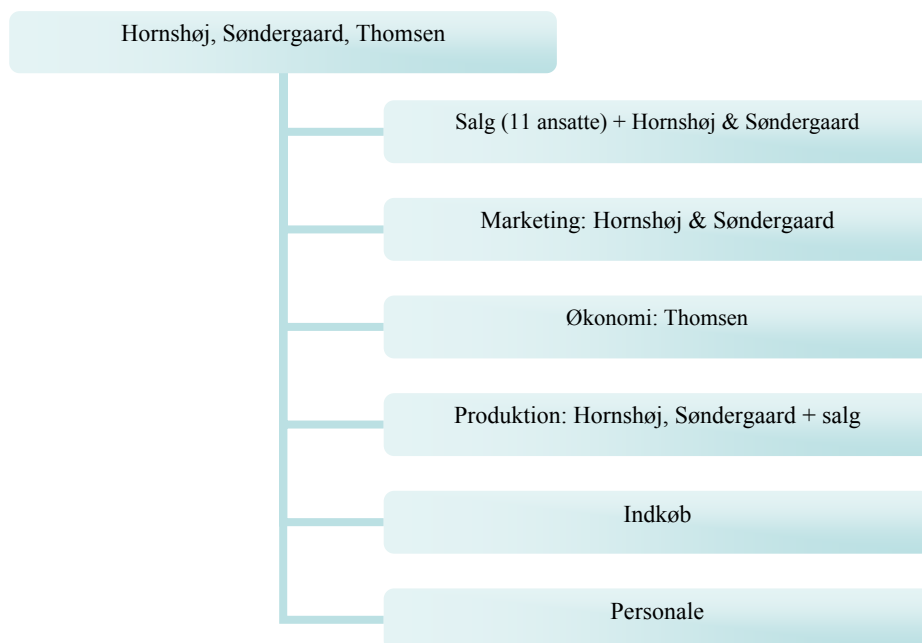 Hornshøj, Søndergaard, Thomsen
Salg (11 ansatte) + Hornshøj & Søndergaard
Marketing: Hornshøj & Søndergaard
Økonomi: Thomsen
Produktion: Hornshøj, Søndergaard + salg
Indkøb
Personale